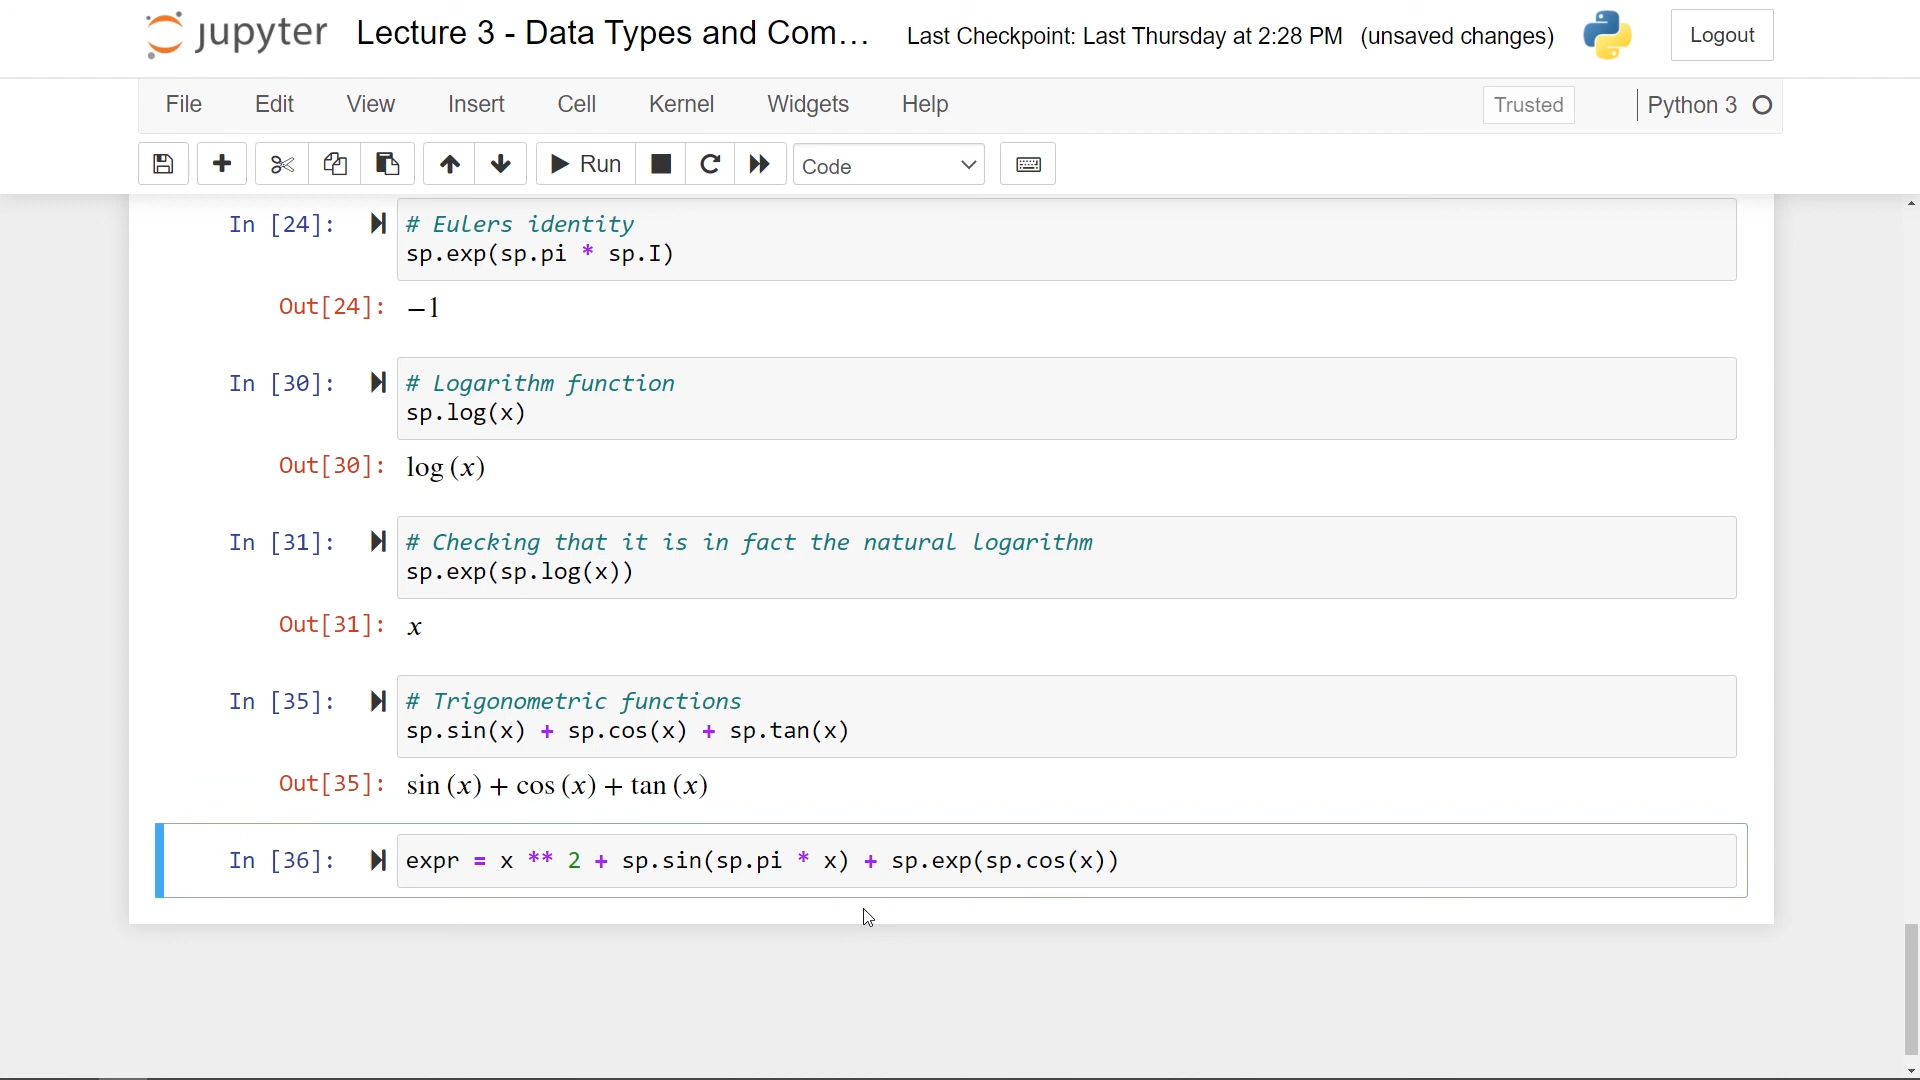 jupyter Lecture 3 - Data Types and Com... Last Checkpoint: Last Thursday at 2:28 PM (unsaved changes) Logout
File Edit View Insert Cell Kernel Widgets Help Trusted Python 3
Run Code
In [24]: # Eulers identity
sp.exp(sp.pi * sp.I)
Out[24]: −1
In [30]: # Logarithm function
sp.log(x)
Out[30]: log (x)
In [31]: # Checking that it is in fact the natural logarithm
sp.exp(sp.log(x))
Out[31]: x
In [35]: # Trigonometric functions
sp.sin(x) + sp.cos(x) + sp.tan(x)
Out[35]: sin (x) + cos (x) + tan (x)
In [36]: expr = x ** 2 + sp.sin(sp.pi * x) + sp.exp(sp.cos(x))